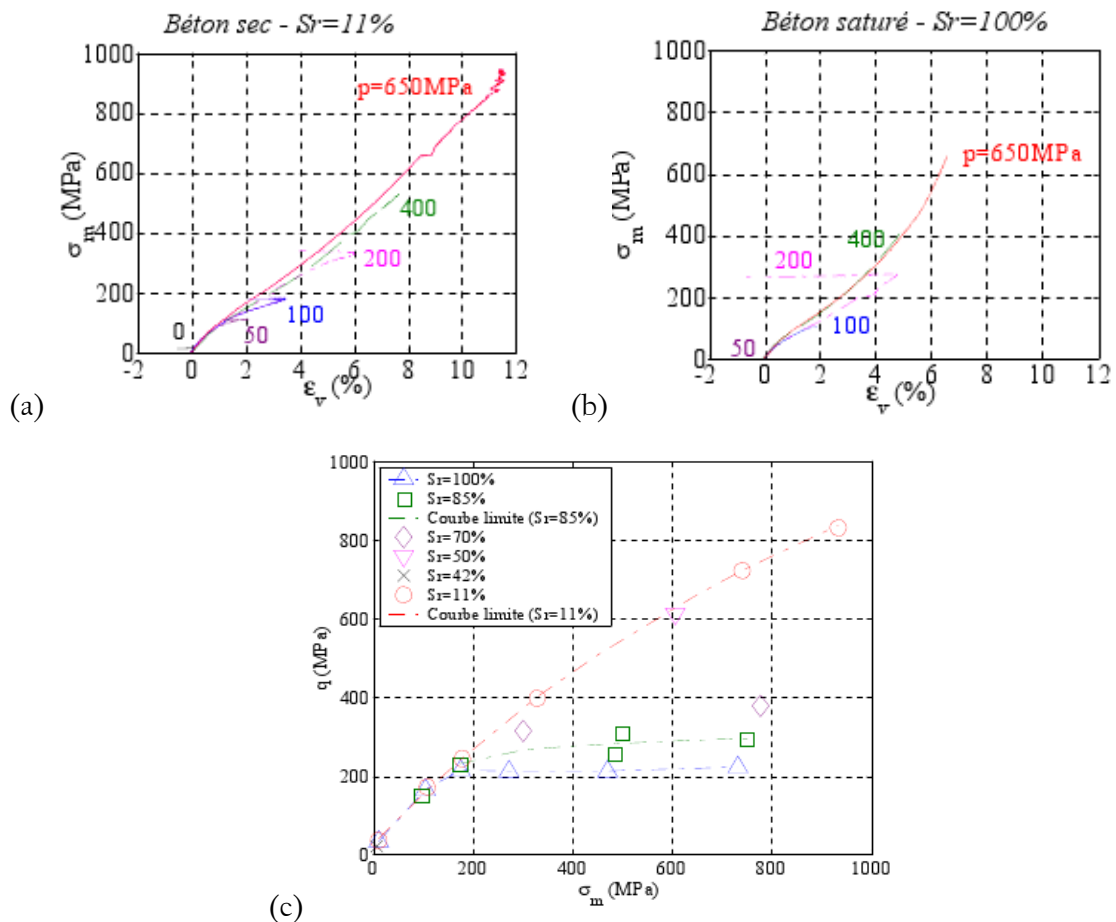 Béton sec - Sr=11%
1000
800
600
400
200
0
σm (MPa)
p=650MPa
400
200
100
50
0
-2 0 2 4 6 8 10 12
εv (%)
(a)
Béton saturé - Sr=100%
1000
800
600
400
200
0
σm (MPa)
p=650MPa
400
200
100
50
-2 0 2 4 6 8 10 12
εv (%)
(b)
1000
800
600
400
200
0
q (MPa)
Sr=100%
Sr=85%
Courbe limite (Sr=85%)
Sr=70%
Sr=50%
Sr=42%
Sr=11%
Courbe limite (Sr=11%)
0 200 400 600 800 1000
σm (MPa)
(c)